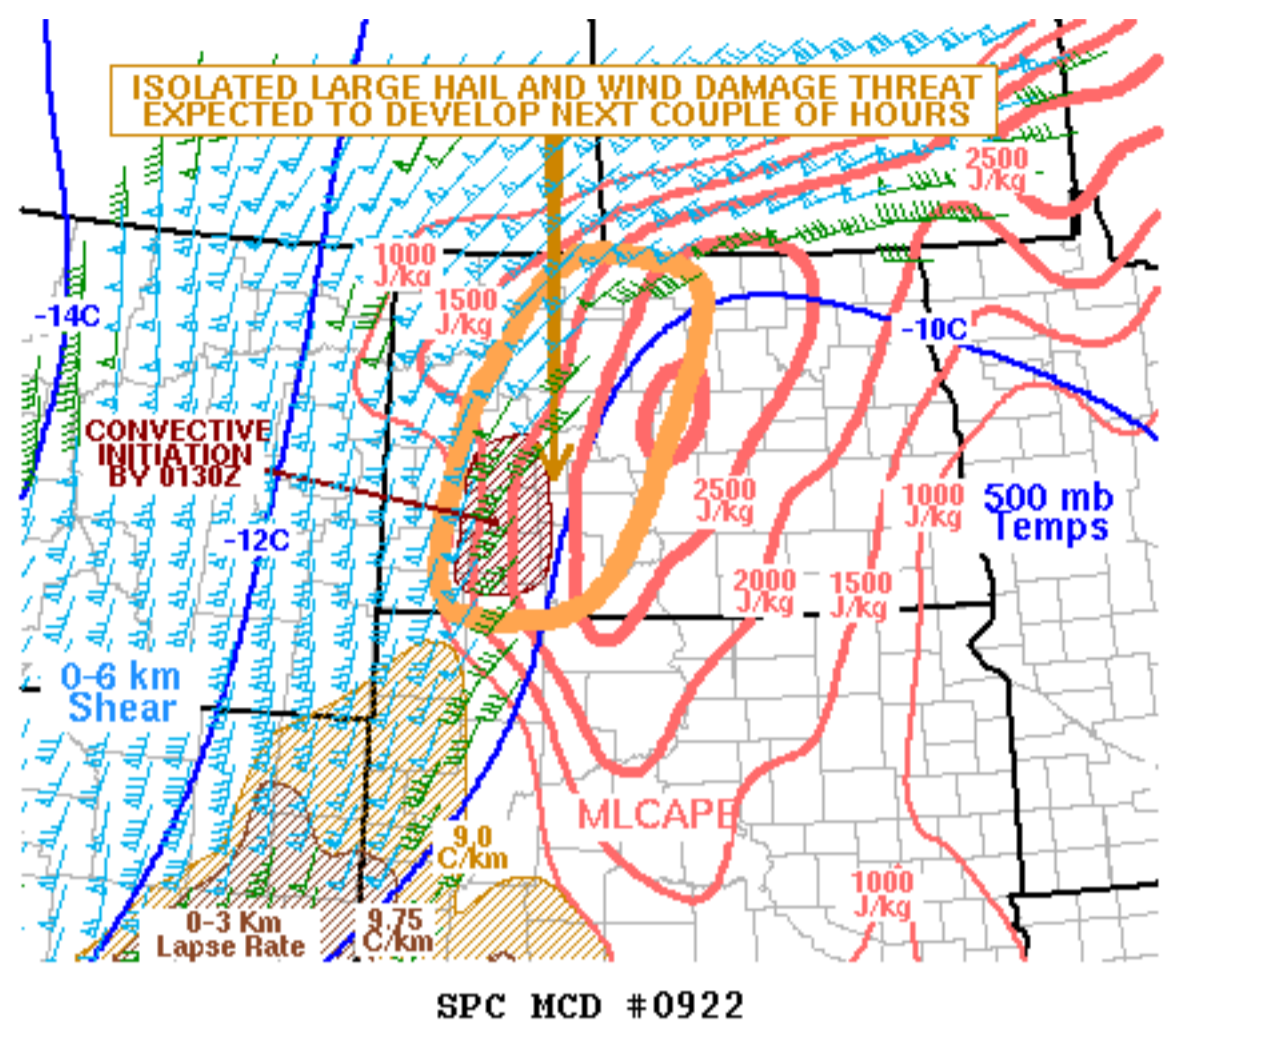 ISOLATED LARGE HAIL AND WIND DAMAGE THREAT
EXPECTED TO DEVELOP NEXT COUPLE OF HOURS
2500
J/kg
1000
J/kg
1500
J/kg
-14C
-10C
CONVECTIVE
INITIATION
BY 0130Z
2500
J/kg
1000
J/kg
500 mb
Temps
-12C
2000
J/kg
1500
J/kg
0-6 km
Shear
MLCAPE
9.0
C/km
1000
J/kg
0-3 Km
Lapse Rate
9.75
C/km
SPC MCD #0922